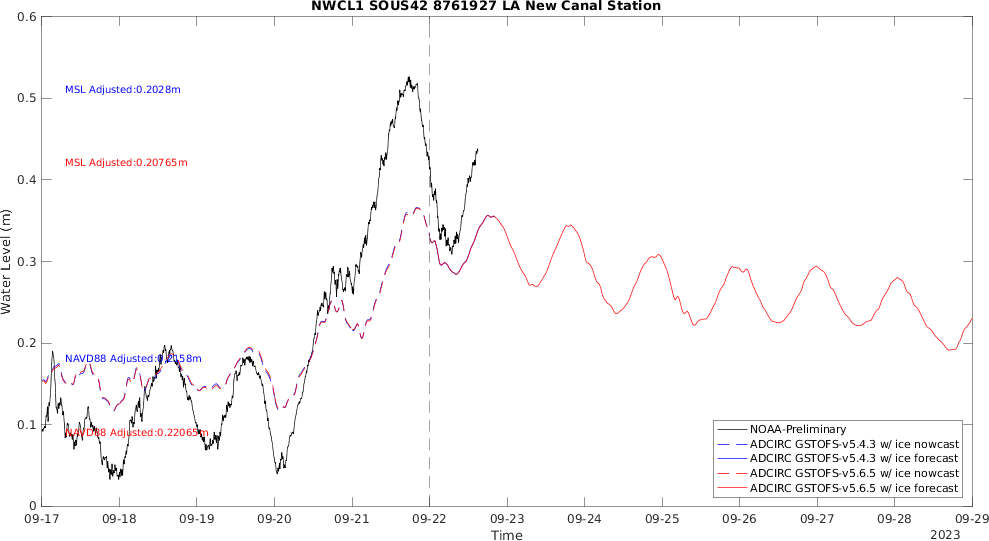 NWCL1 SOUS42 8761927 LA New Canal Station
0.6
0.5
0.4
0.3
0.2
0.1
0
Water Level (m)
MSL Adjusted:0.2028m
MSL Adjusted:0.20765m
NAVD88 Adjusted:0.2158m
NAVD88 Adjusted:0.22065m
NOAA-Preliminary
ADCIRC GSTOFS-v5.4.3 w/ ice nowcast
ADCIRC GSTOFS-v5.4.3 w/ ice forecast
ADCIRC GSTOFS-v5.6.5 w/ ice nowcast
ADCIRC GSTOFS-v5.6.5 w/ ice forecast
09-17 09-18 09-19 09-20 09-21 09-22 09-23 09-24 09-25 09-26 09-27 09-28 09-29
Time
2023